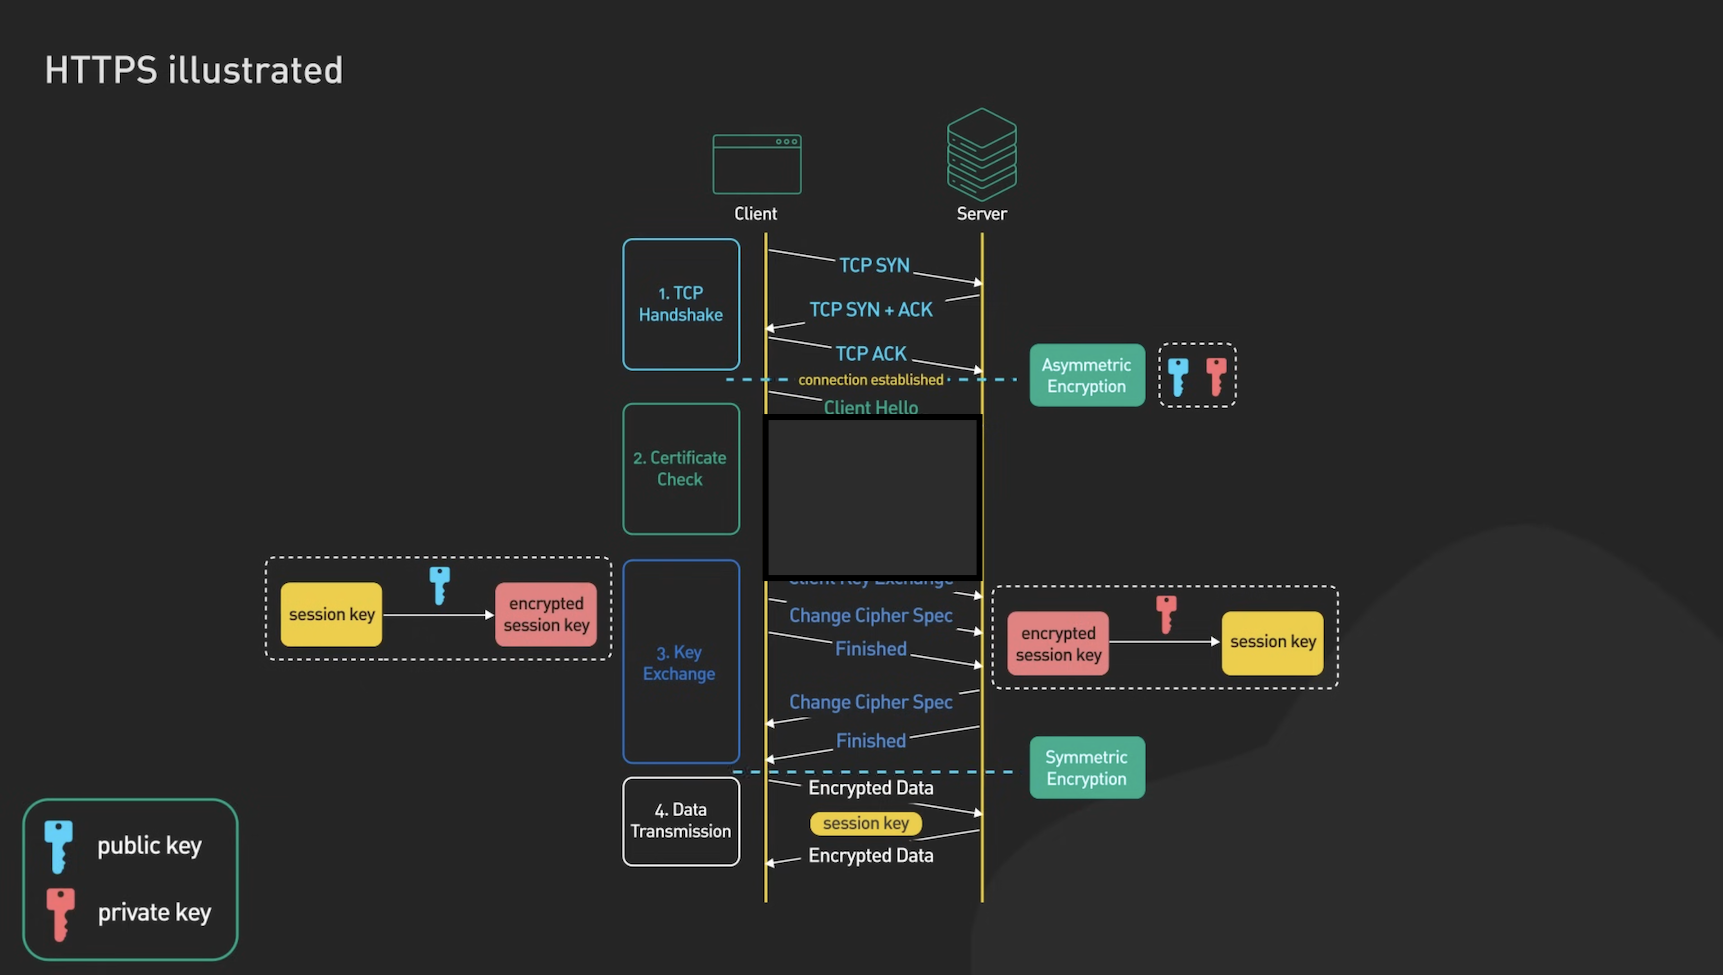 HTTPS illustrated
Client
Server
1. TCP
Handshake
TCP SYN
TCP SYN + ACK
TCP ACK
connection established
Asymmetric
Encryption
Client Hello
2. Certificate
Check
session key
encrypted
session key
3. Key
Exchange
Client Key Exchange
Change Cipher Spec
Finished
Change Cipher Spec
Finished
encrypted
session key
session key
Symmetric
Encryption
4. Data
Transmission
Encrypted Data
session key
Encrypted Data
public key
private key